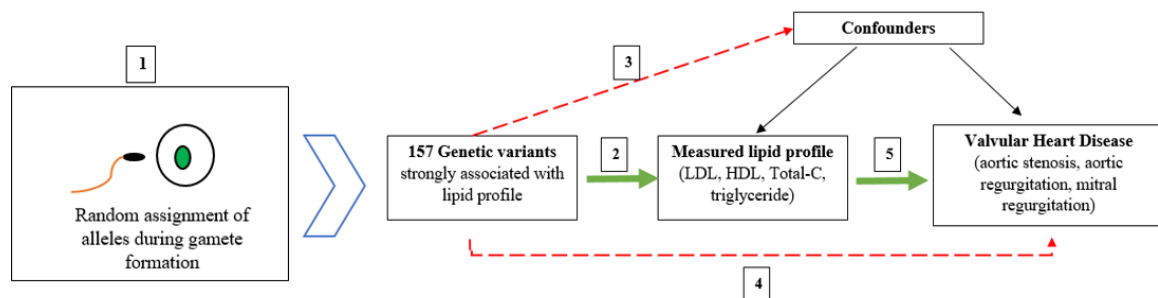 1
Random assignment of
alleles during gamete
formation
Confounders
3
157 Genetic variants
strongly associated with
lipid profile
2
Measured lipid profile
(LDL, HDL, Total-C,
triglyceride)
5
Valvular Heart Disease
(aortic stenosis, aortic
regurgitation, mitral
regurgitation)
4